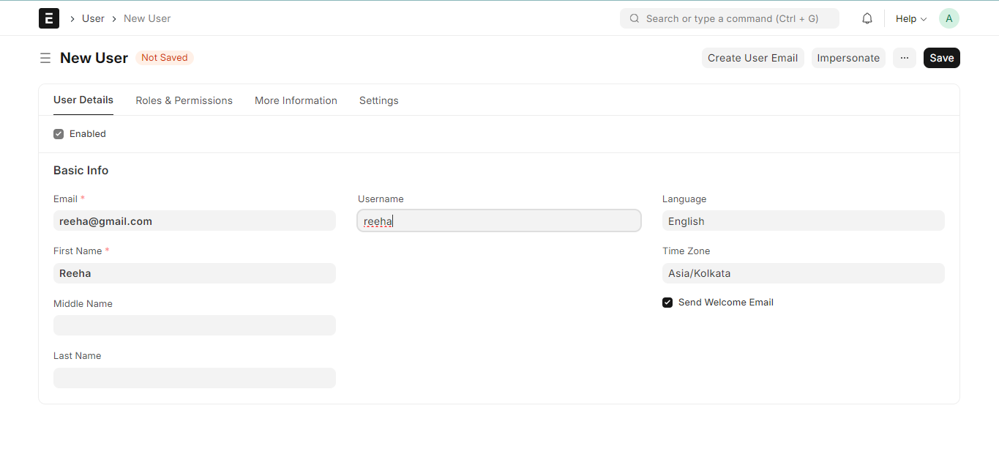 E > User > New User
Search or type a command (Ctrl + G)
Help
A
New User
Not Saved
Create User Email
Impersonate
...
Save
User Details
Roles & Permissions
More Information
Settings
Enabled
Basic Info
Email *
reeha@gmail.com
First Name *
Reeha
Middle Name
Last Name
Username
reeha
Language
English
Time Zone
Asia/Kolkata
Send Welcome Email